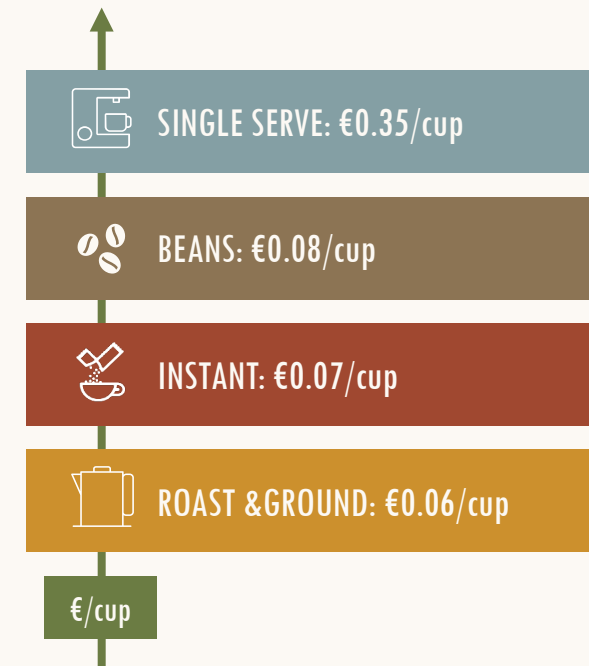 SINGLE SERVE: €0.35/cup
BEANS: €0.08/cup
INSTANT: €0.07/cup
ROAST &GROUND: €0.06/cup
€/cup